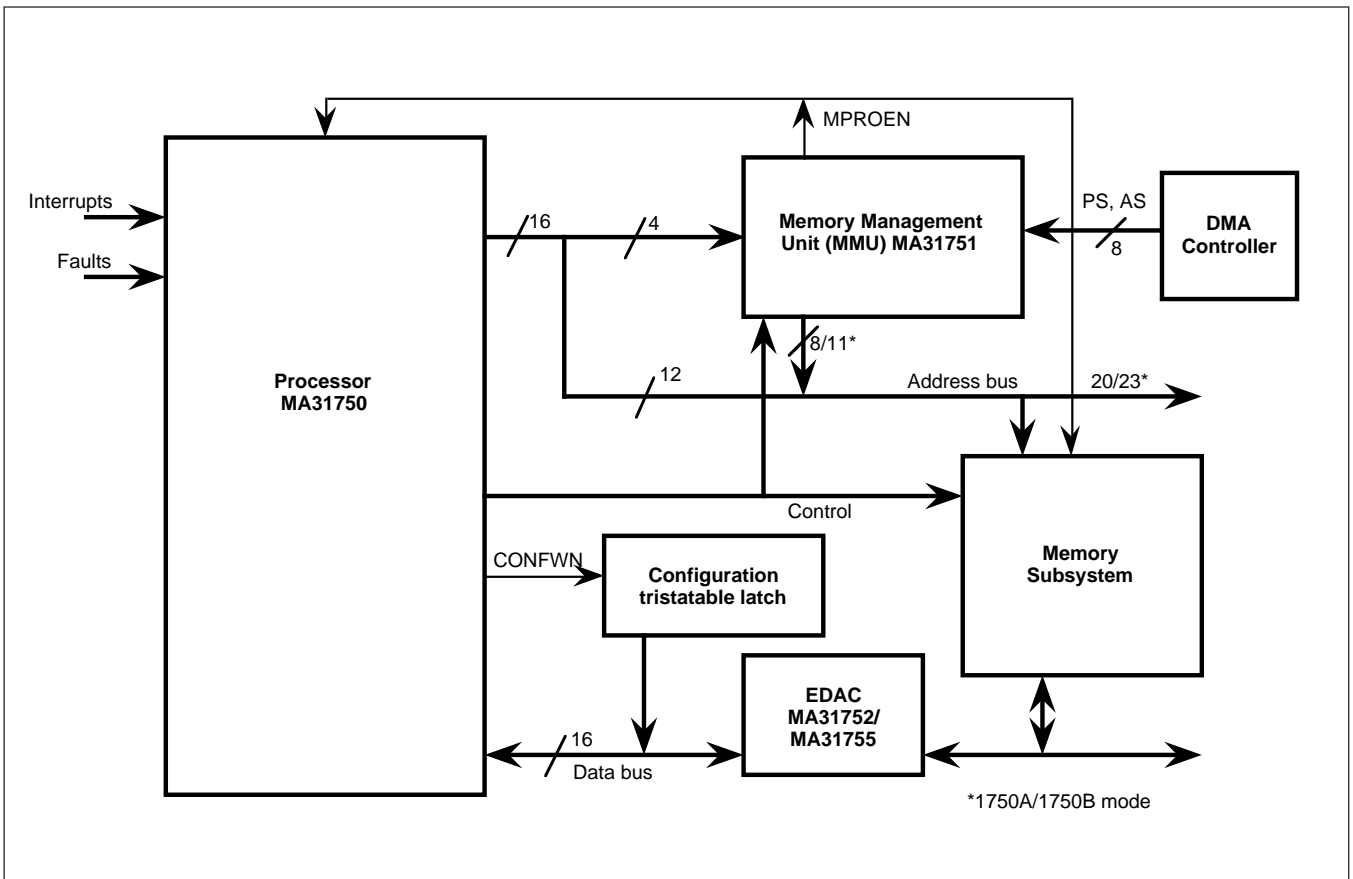 MPROEN
Interrupts
Faults
16
4
Memory Management
Unit (MMU) MA31751
PS, AS
8
DMA
Controller
8/11*
Processor
MA31750
12
Address bus
20/23*
Control
CONFWN
Configuration
tristatable latch
Memory
Subsystem
EDAC
MA31752/
MA31755
16
Data bus
*1750A/1750B mode